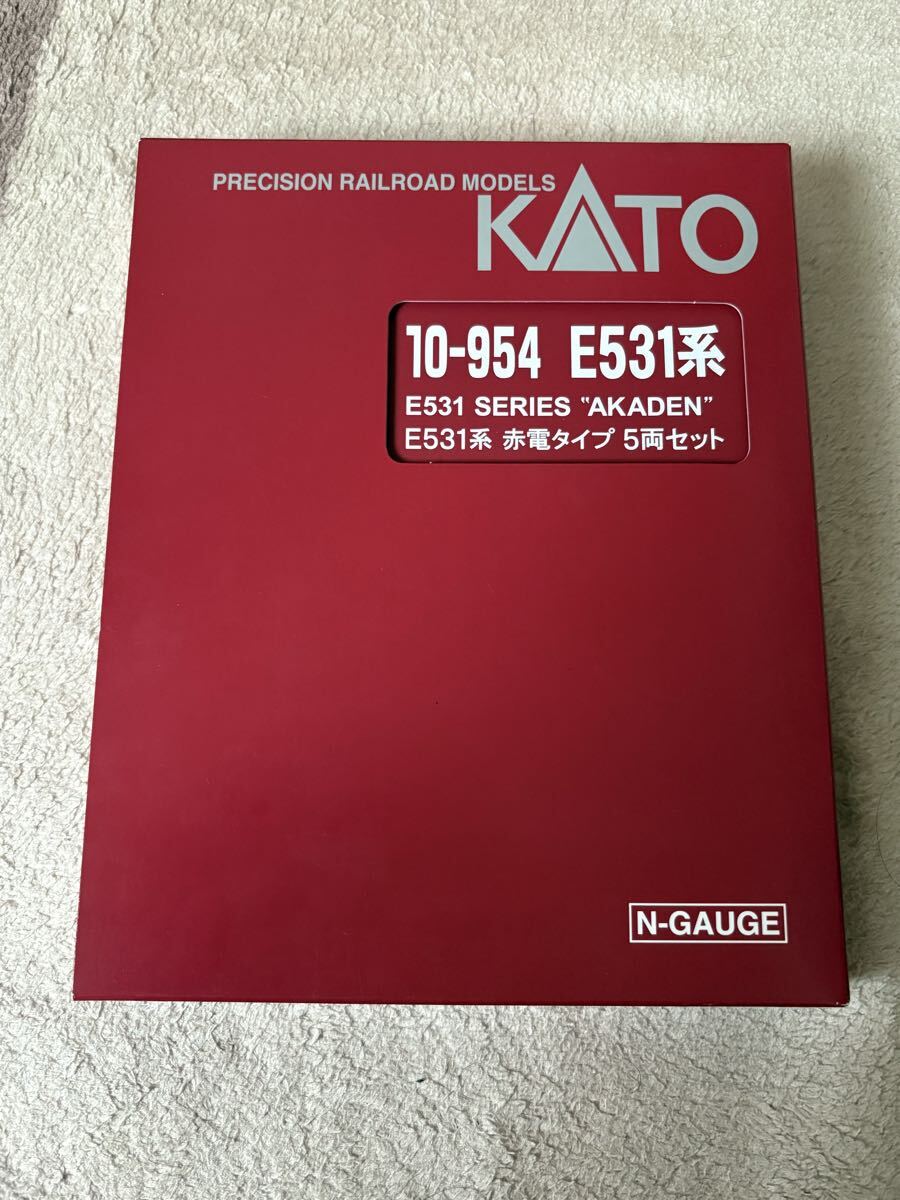 PRECISION RAILROAD MODELS
KATO
10-954 E531系
E531 SERIES "AKADEN"
E531系 赤電タイプ 5両セット
N-GAUGE